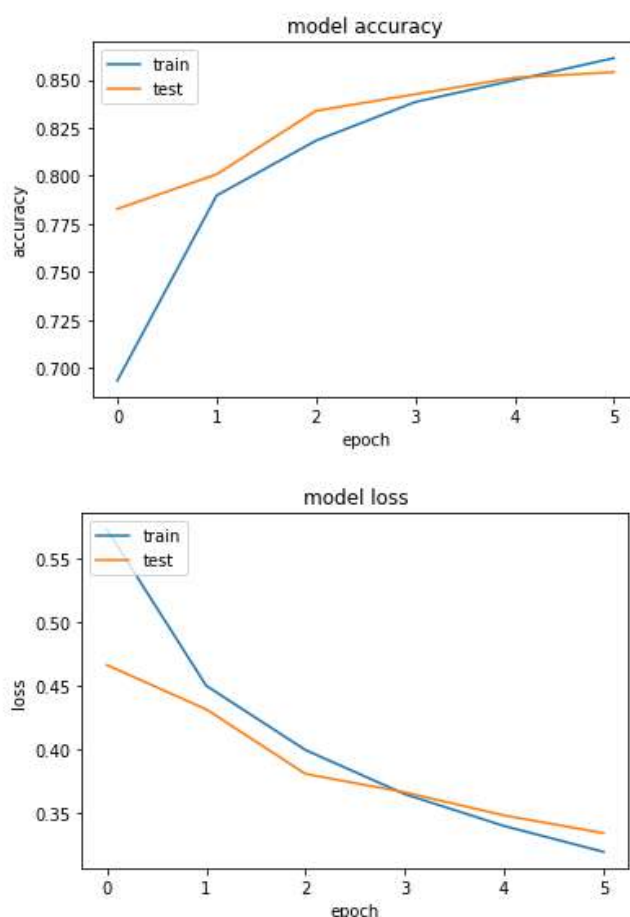 model accuracy
train
test
0.850
0.825
0.800
0.775
0.750
0.725
0.700
accuracy
0 1 2 3 4 5
epoch
model loss
train
test
0.55
0.50
0.45
0.40
0.35
loss
0 1 2 3 4 5
epoch